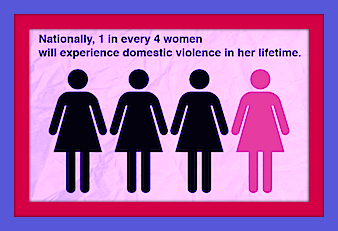 Nationally, 1 in every 4 women
will experience domestic violence in her lifetime.